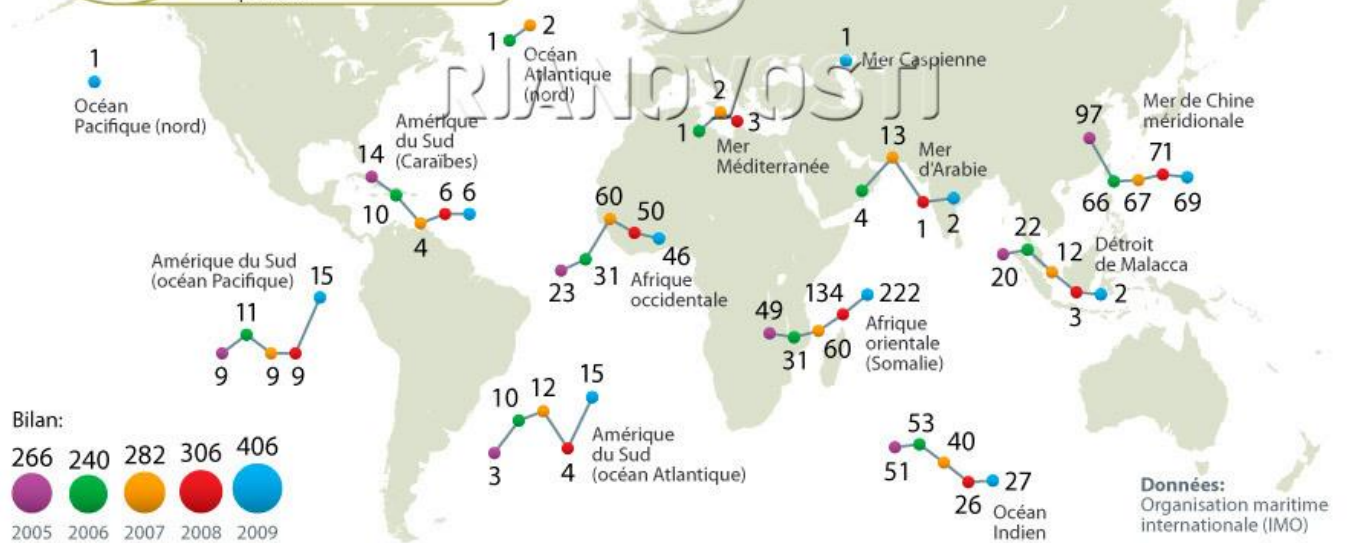 1
Océan
Pacifique (nord)
1
2
Océan
Atlantique
(nord)
RIANOVOSTI
1
Mer Caspienne
14
10
4
6
6
Amérique
du Sud
(Caraïbes)
1
2
3
Mer
Méditerranée
4
13
1
2
Mer
d'Arabie
97
66
67
71
69
Mer de Chine
méridionale
Amérique du Sud
(océan Pacifique)
9
11
9
9
15
23
31
60
50
46
Afrique
occidentale
49
31
60
134
222
Afrique
orientale
(Somalie)
20
22
12
3
2
Détroit
de Malacca
3
10
12
4
15
Amérique
du Sud
(océan Atlantique)
51
53
40
26
27
Océan
Indien
Bilan:
266 240 282 306 406
2005 2006 2007 2008 2009
Données:
Organisation maritime
internationale (IMO)